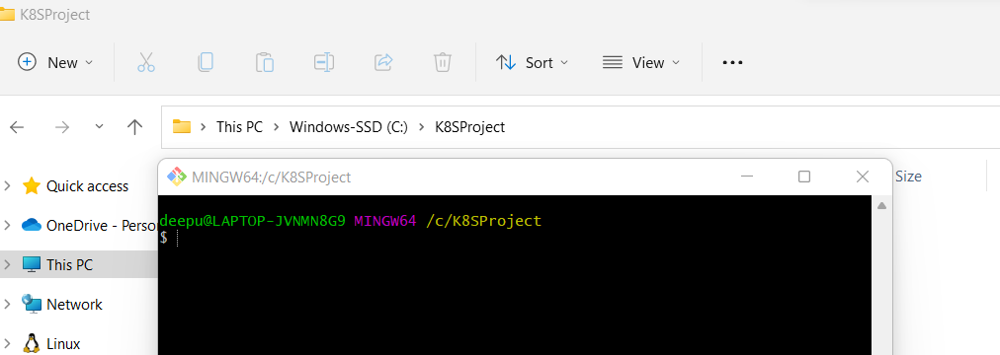 K8SProject
New
Sort
View
This PC
Windows-SSD (C:)
K8SProject
Quick access
OneDrive - Perso
This PC
Network
Linux
Size
MINGW64:/c/K8SProject
deepu@LAPTOP-JVNMN8G9 MINGW64 /c/K8SProject
$